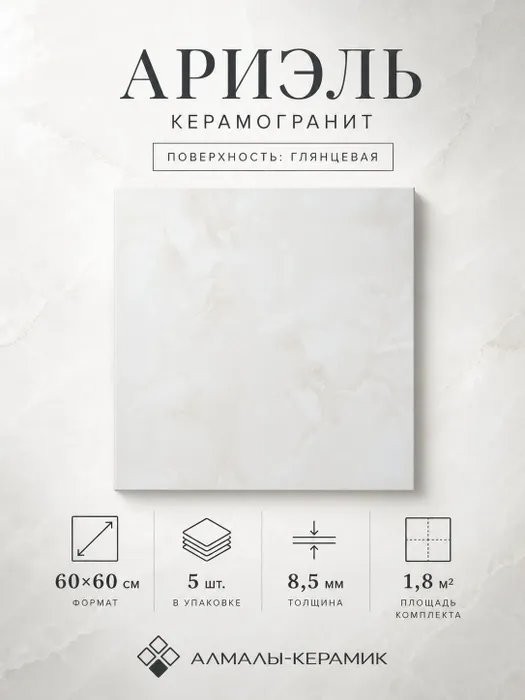 АРИЭЛЬ
КЕРАМОГРАНИТ
ПОВЕРХНОСТЬ: ГЛЯНЦЕВАЯ
60×60 см
ФОРМАТ
5 шт.
В УПАКОВКЕ
8,5 мм
ТОЛЩИНА
1,8 м²
ПЛОЩАДЬ
КОМПЛЕКТА
АЛМАЛЫ-КЕРАМИК